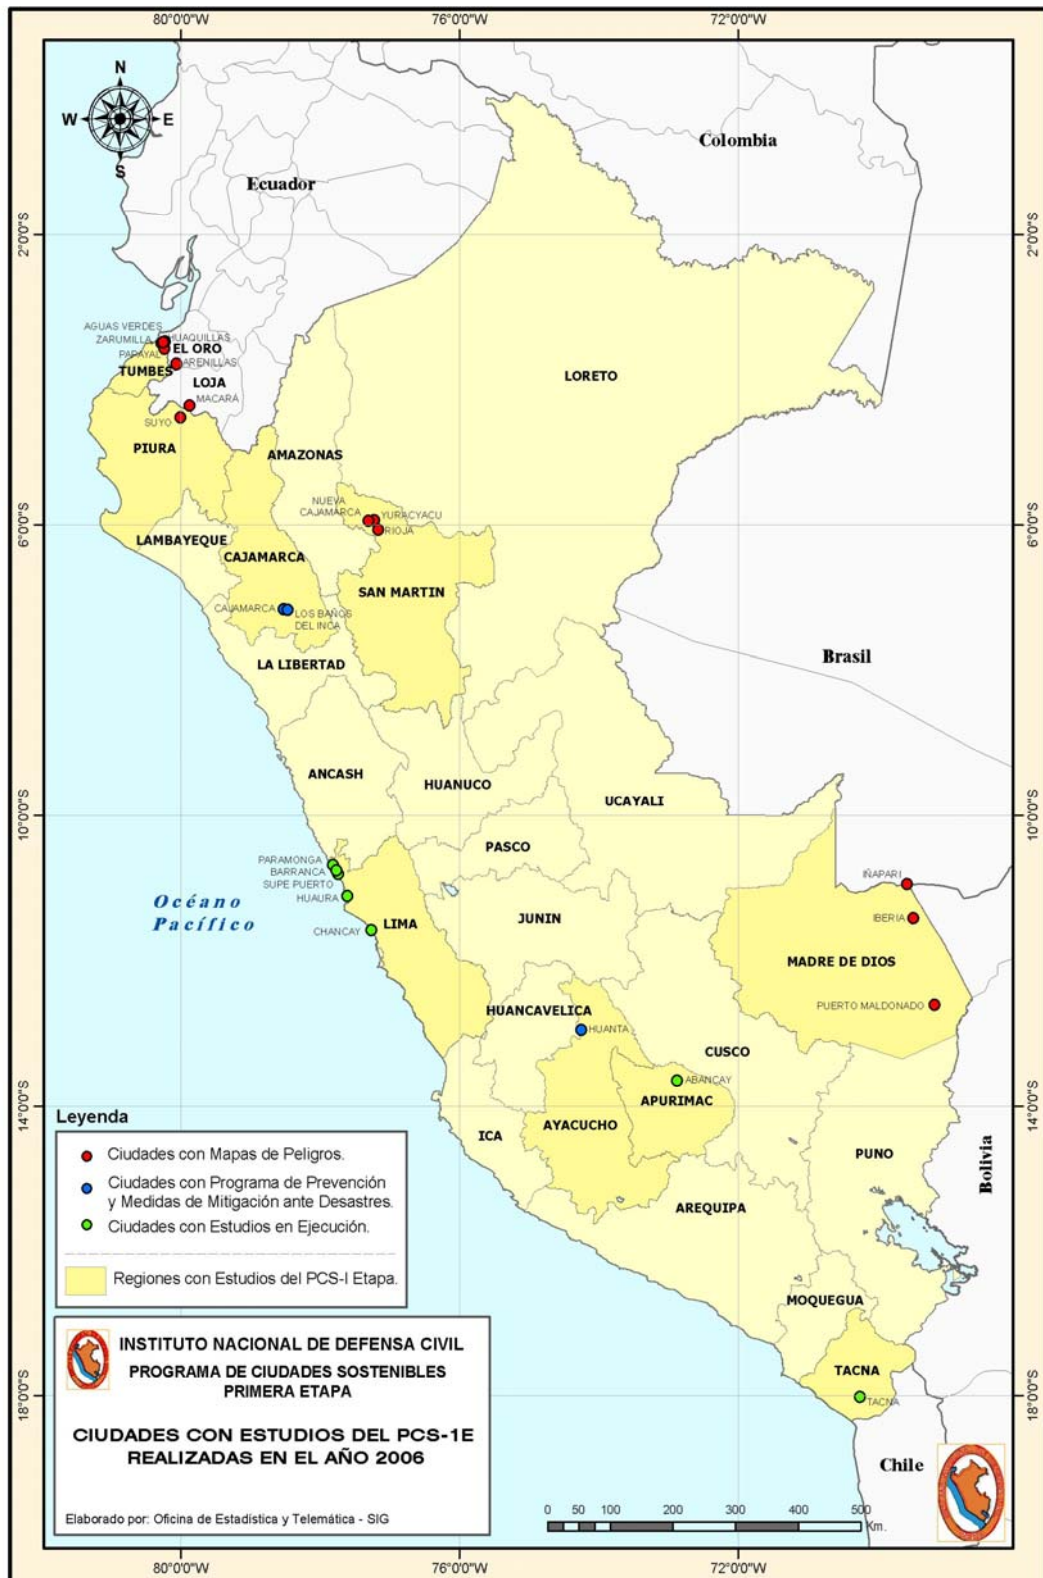 80°0'0"W
76°0'0"W
72°0'0"W
N
W
E
S
Colombia
Ecuador
2°0'0"S
2°0'0"S
AGUAS VERDES
ZARUMILLA
HUAQUILLAS
PAPAYAL
EL ORO
ARENILLAS
TUMBES
LOJA
MACARÁ
SUYO
LORETO
PIURA
AMAZONAS
NUEVA
CAJAMARCA
YURACYACU
RIOJA
6°0'0"S
6°0'0"S
LAMBAYEQUE
CAJAMARCA
SAN MARTIN
CAJAMARCA
LOS BAÑOS
DEL INCA
LA LIBERTAD
Brasil
ANCASH
HUANUCO
UCAYALI
10°0'0"S
10°0'0"S
PASCO
PARAMONGA
BARRANCA
SUPE PUERTO
HUAURA
IÑAPARI
IBERIA
Océano
Pacífico
LIMA
JUNIN
CHANCAY
MADRE DE DIOS
PUERTO MALDONADO
HUANCAVELICA
HUANTA
CUSCO
ABANCAY
APURIMAC
14°0'0"S
14°0'0"S
AYACUCHO
ICA
PUNO
Bolivia
AREQUIPA
MOQUEGUA
TACNA
TACNA
18°0'0"S
18°0'0"S
Chile
Leyenda
Ciudades con Mapas de Peligros.
Ciudades con Programa de Prevención
y Medidas de Mitigación ante Desastres.
Ciudades con Estudios en Ejecución.
Regiones con Estudios del PCS-I Etapa.
INSTITUTO NACIONAL DE DEFENSA CIVIL
PROGRAMA DE CIUDADES SOSTENIBLES
PRIMERA ETAPA
CIUDADES CON ESTUDIOS DEL PCS-1E
REALIZADAS EN EL AÑO 2006
Elaborado por: Oficina de Estadística y Telemática - SIG
0 50 100 200 300 400 500
Km.
80°0'0"W
76°0'0"W
72°0'0"W